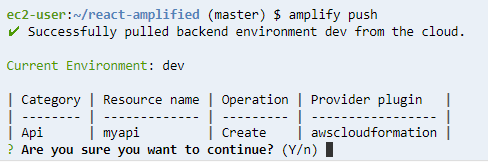 ec2-user:~/react-amplified (master) $ amplify push
✔ Successfully pulled backend environment dev from the cloud.
Current Environment: dev
| Category | Resource name | Operation | Provider plugin   |
| -------- | ------------- | --------- | ----------------- |
| Api      | myapi         | Create    | awscloudformation |
? Are you sure you want to continue? (Y/n)